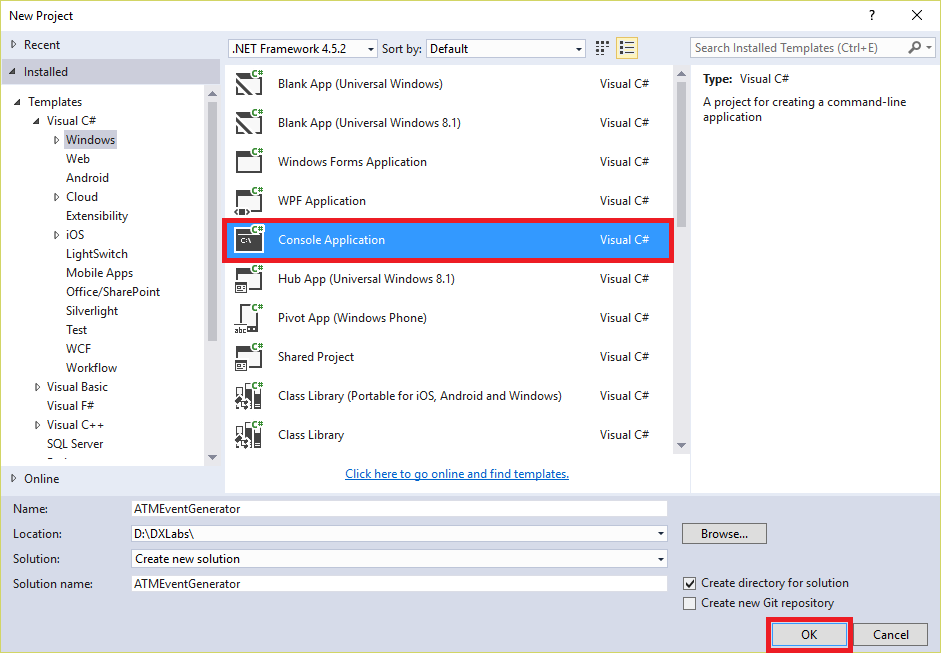 New Project
? 
Recent
.NET Framework 4.5.2
Sort by: Default
Search Installed Templates (Ctrl+E)
Installed
Templates
Visual C#
Windows
Web
Android
Cloud
Extensibility
iOS
LightSwitch
Mobile Apps
Office/SharePoint
Silverlight
Test
WCF
Workflow
Visual Basic
Visual F#
Visual C++
SQL Server
Online
Blank App (Universal Windows) Visual C#
Blank App (Universal Windows 8.1) Visual C#
Windows Forms Application Visual C#
WPF Application Visual C#
Console Application Visual C#
Hub App (Universal Windows 8.1) Visual C#
Pivot App (Windows Phone) Visual C#
Shared Project Visual C#
Class Library (Portable for iOS, Android and Windows) Visual C#
Class Library Visual C#
Click here to go online and find templates.
Type: Visual C#
A project for creating a command-line
application
Name: ATMEventGenerator
Location: D:\DXLabs\
Browse...
Solution: Create new solution
Solution name: ATMEventGenerator
Create directory for solution
Create new Git repository
OK
Cancel